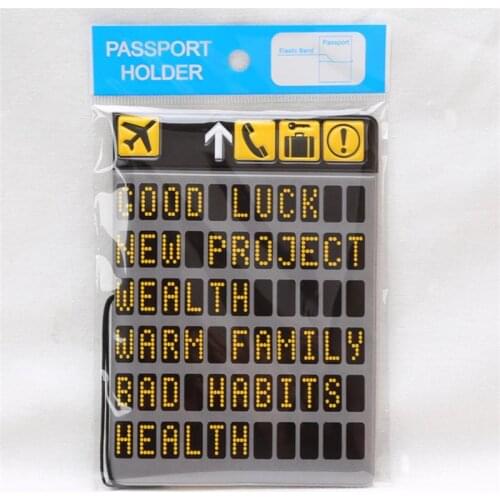 PASSPORT
HOLDER
Elastic Band
Passport
GOOD LUCK
NEW PROJECT
WEALTH
WARM FAMILY
BAD HABITS
HEALTH